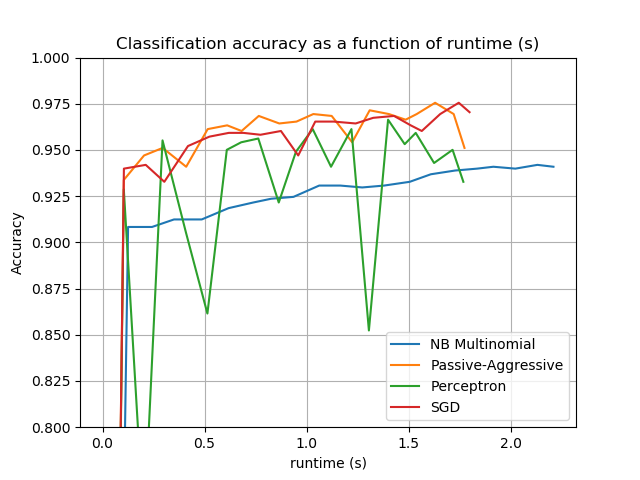 Classification accuracy as a function of runtime (s)
1.000
0.975
0.950
0.925
0.900
0.875
0.850
0.825
0.800
Accuracy
NB Multinomial
Passive-Aggressive
Perceptron
SGD
0.0 0.5 1.0 1.5 2.0
runtime (s)